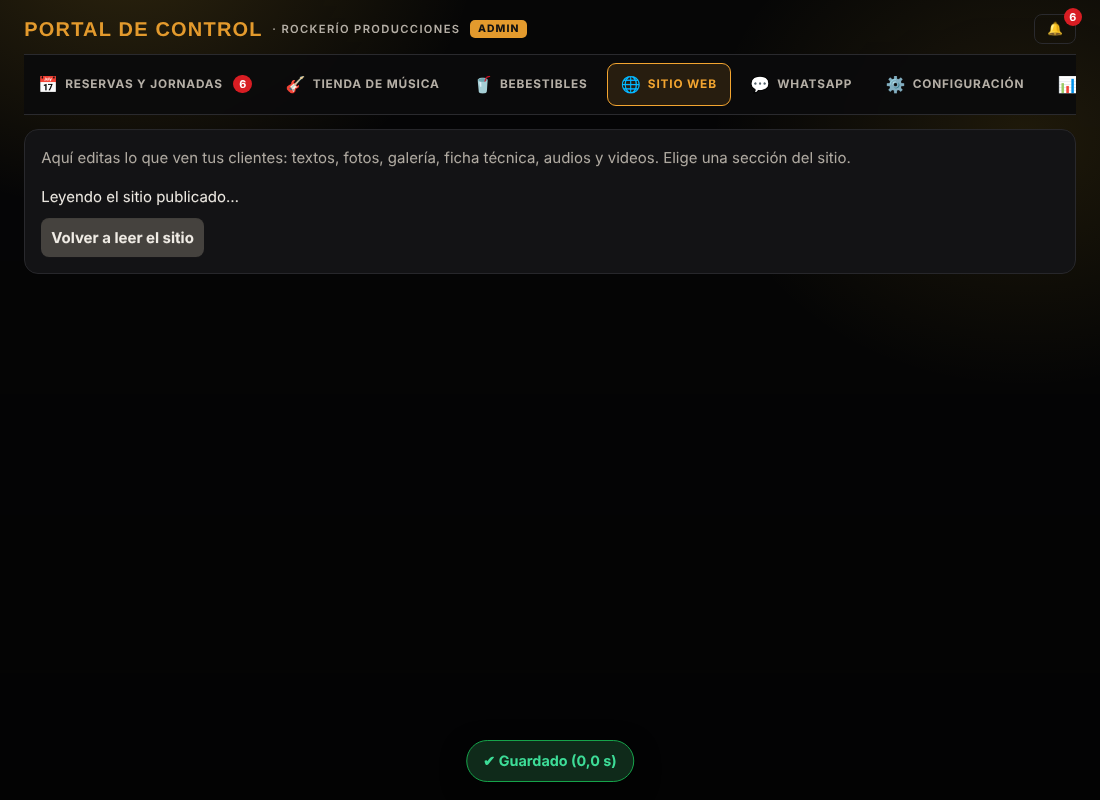 PORTAL DE CONTROL · ROCKERÍO PRODUCCIONES ADMIN 6
RESERVAS Y JORNADAS 6 TIENDA DE MÚSICA BEBESTIBLES SITIO WEB WHATSAPP CONFIGURACIÓN
Aquí editas lo que ven tus clientes: textos, fotos, galería, ficha técnica, audios y videos. Elige una sección del sitio.
Leyendo el sitio publicado...
Volver a leer el sitio
✔ Guardado (0,0 s)